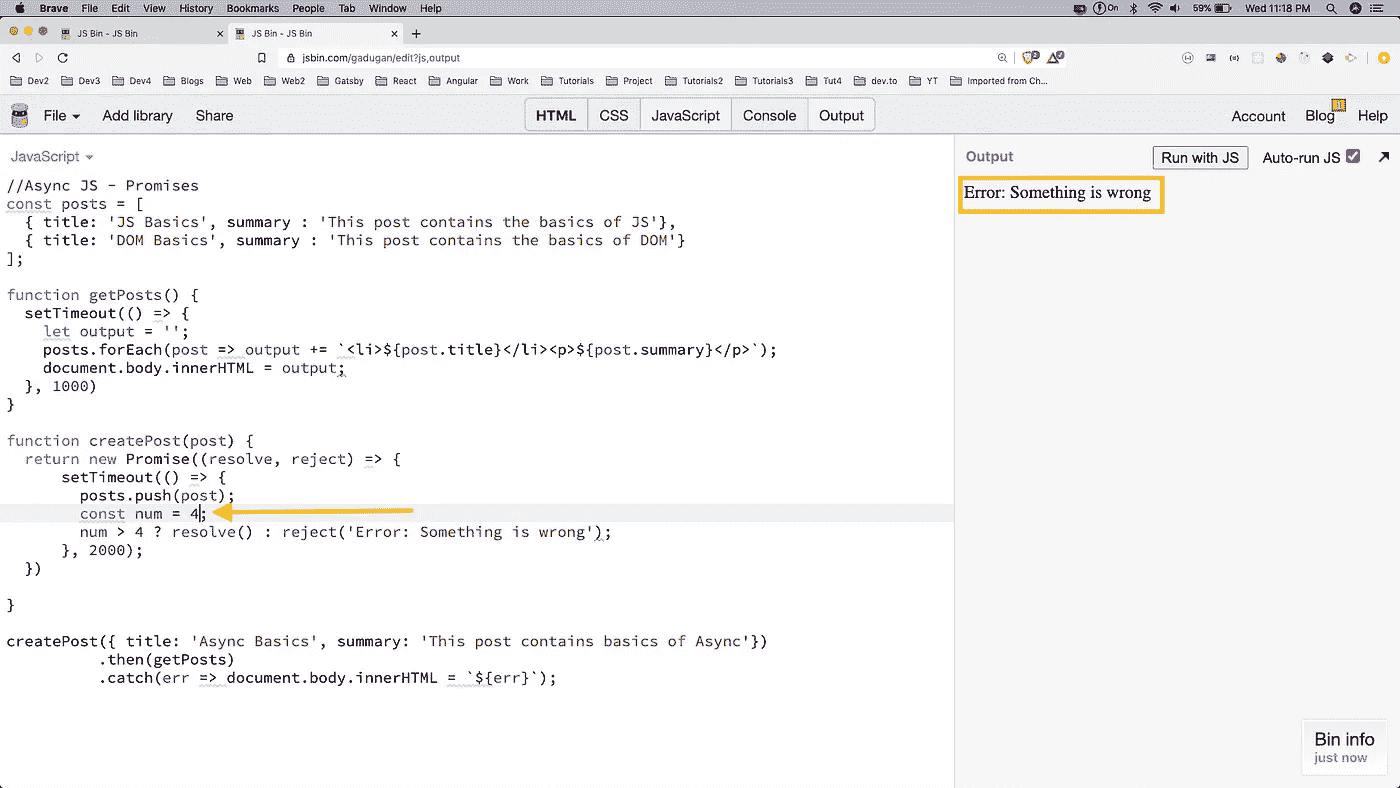 Brave File Edit View History Bookmarks People Tab Window Help On 59% Wed 11:18 PM
JS Bin - JS Bin JS Bin - JS Bin
jsbin.com/gadugan/edit?js,output
Dev2 Dev3 Dev4 Blogs Web Web2 Gatsby React Angular Work Tutorials Project Tutorials2 Tutorials3 Tut4 dev.to YT Imported from Ch...
File Add library Share HTML CSS JavaScript Console Output Account Blog 1 Help
JavaScript
//Async JS - Promises
const posts = [
  { title: 'JS Basics', summary : 'This post contains the basics of JS'},
  { title: 'DOM Basics', summary : 'This post contains the basics of DOM'}
];
function getPosts() {
  setTimeout(() => {
    let output = '';
    posts.forEach(post => output += `<li>${post.title}</li><p>${post.summary}</p>`);
    document.body.innerHTML = output;
  }, 1000)
}
function createPost(post) {
  return new Promise((resolve, reject) => {
      setTimeout(() => {
        posts.push(post);
        const num = 4;
        num > 4 ? resolve() : reject('Error: Something is wrong');
      }, 2000);
  })
}
createPost({ title: 'Async Basics', summary: 'This post contains basics of Async'})
          .then(getPosts)
          .catch(err => document.body.innerHTML = `${err}`);
Output Run with JS Auto-run JS
Error: Something is wrong
Bin info
just now